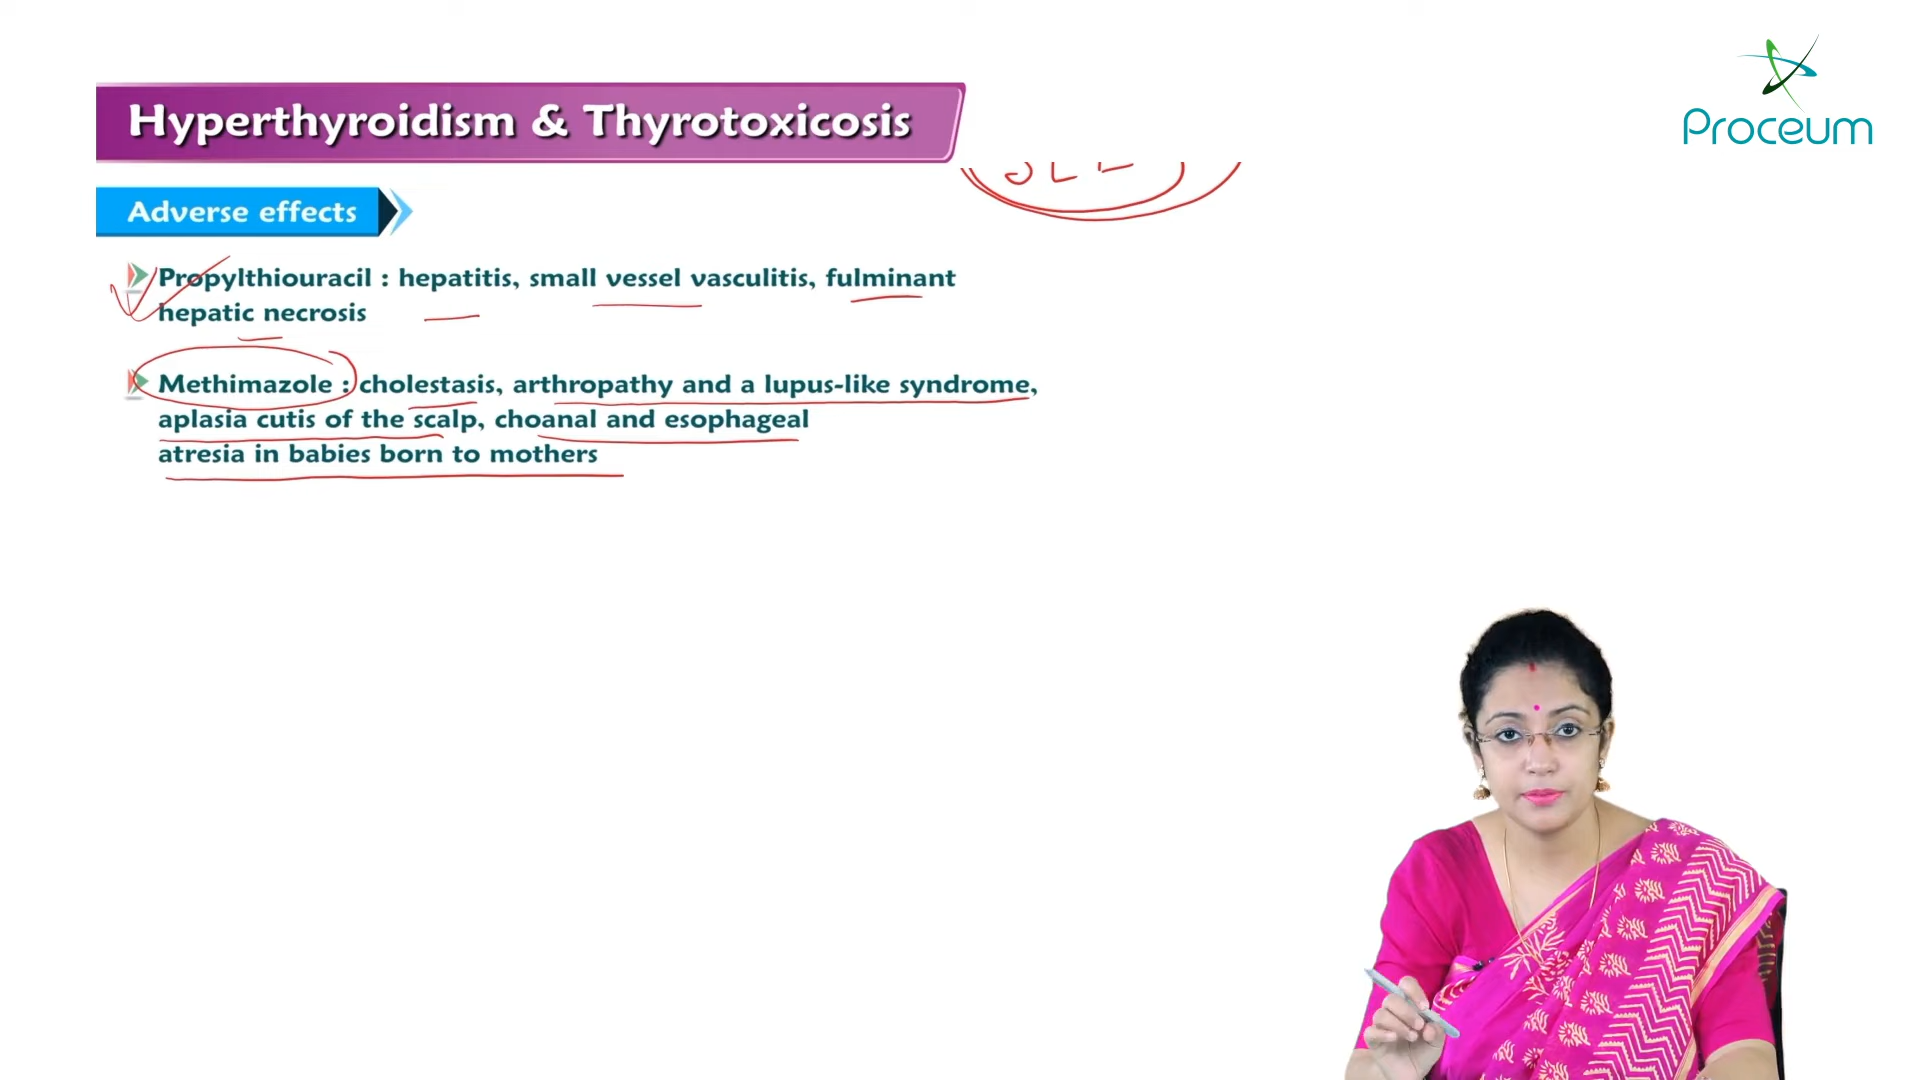 Proceum
Hyperthyroidism & Thyrotoxicosis
Adverse effects
Propylthiouracil : hepatitis, small vessel vasculitis, fulminant
hepatic necrosis
Methimazole : cholestasis, arthropathy and a lupus-like syndrome,
aplasia cutis of the scalp, choanal and esophageal
atresia in babies born to mothers